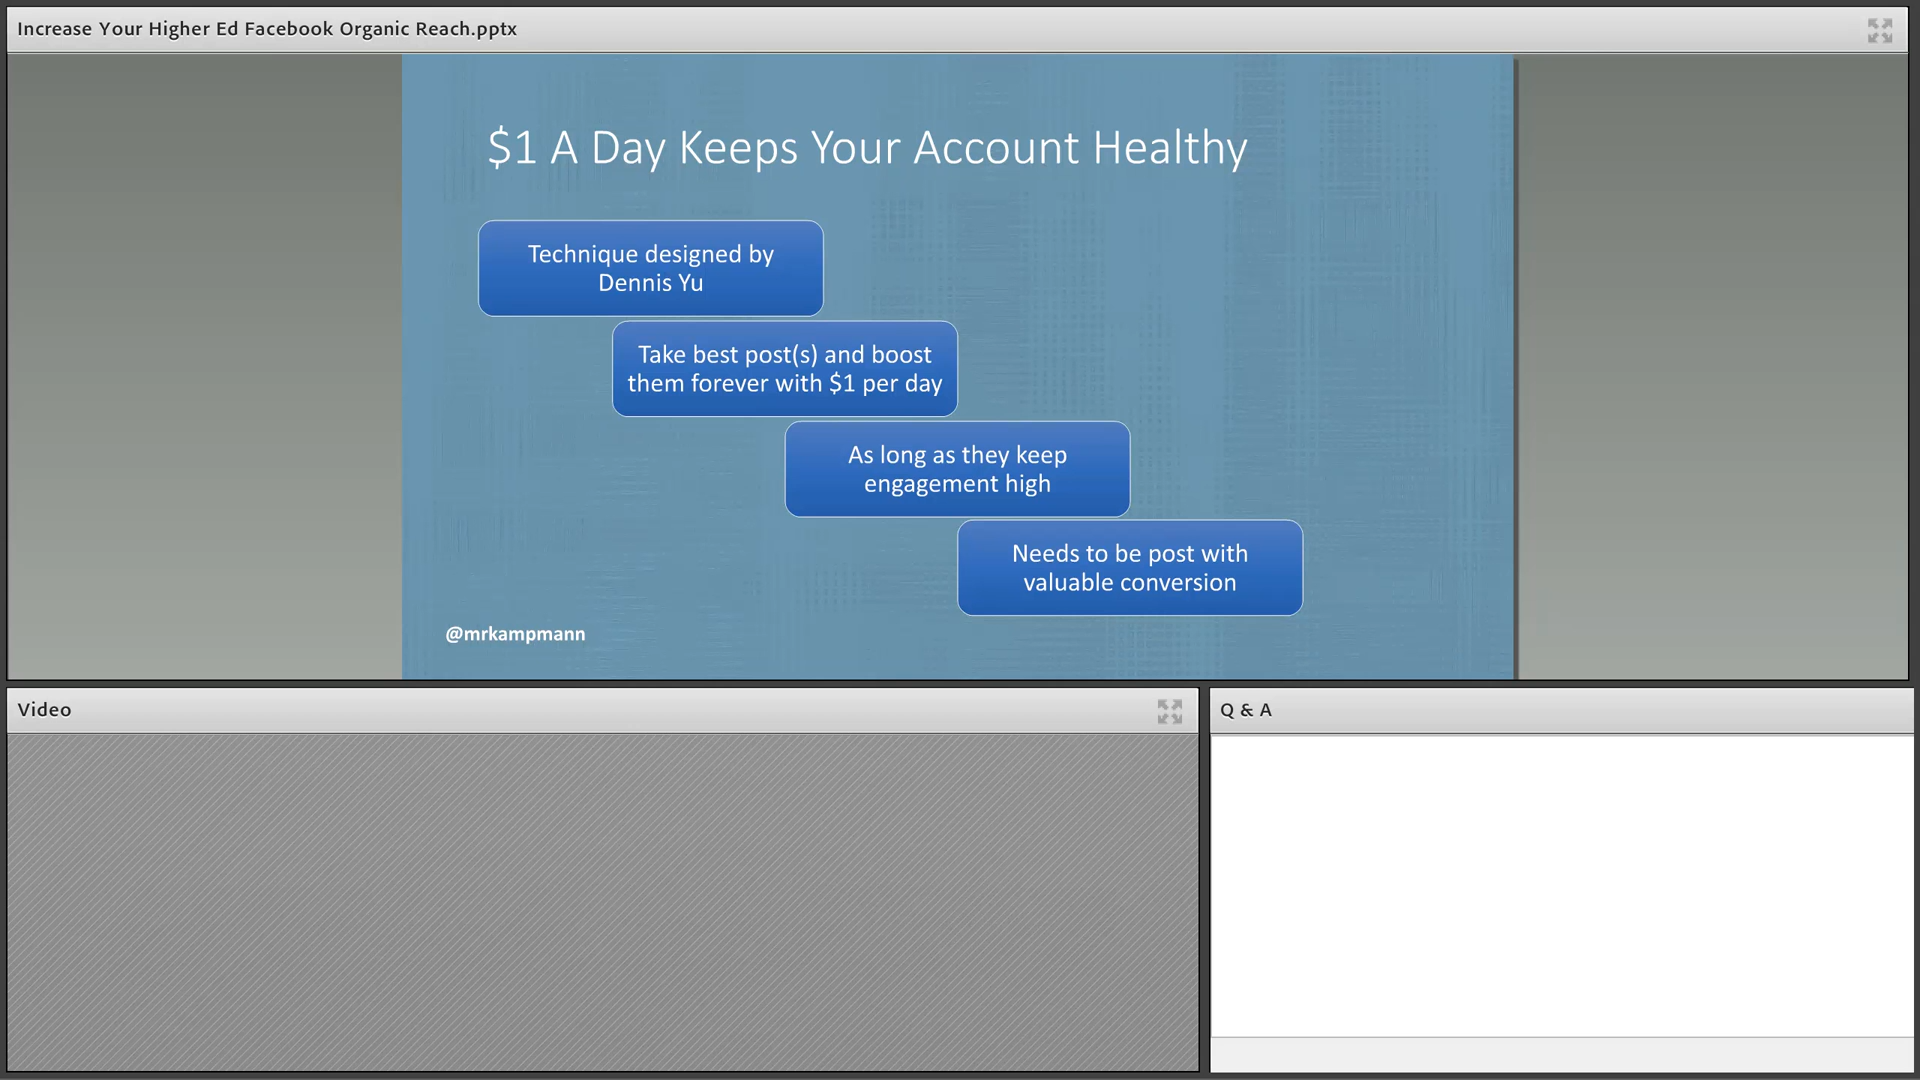 Increase Your Higher Ed Facebook Organic Reach.pptx
$1 A Day Keeps Your Account Healthy
Technique designed by
Dennis Yu
Take best post(s) and boost
them forever with $1 per day
As long as they keep
engagement high
Needs to be post with
valuable conversion
@mrkampmann
Video
Q & A